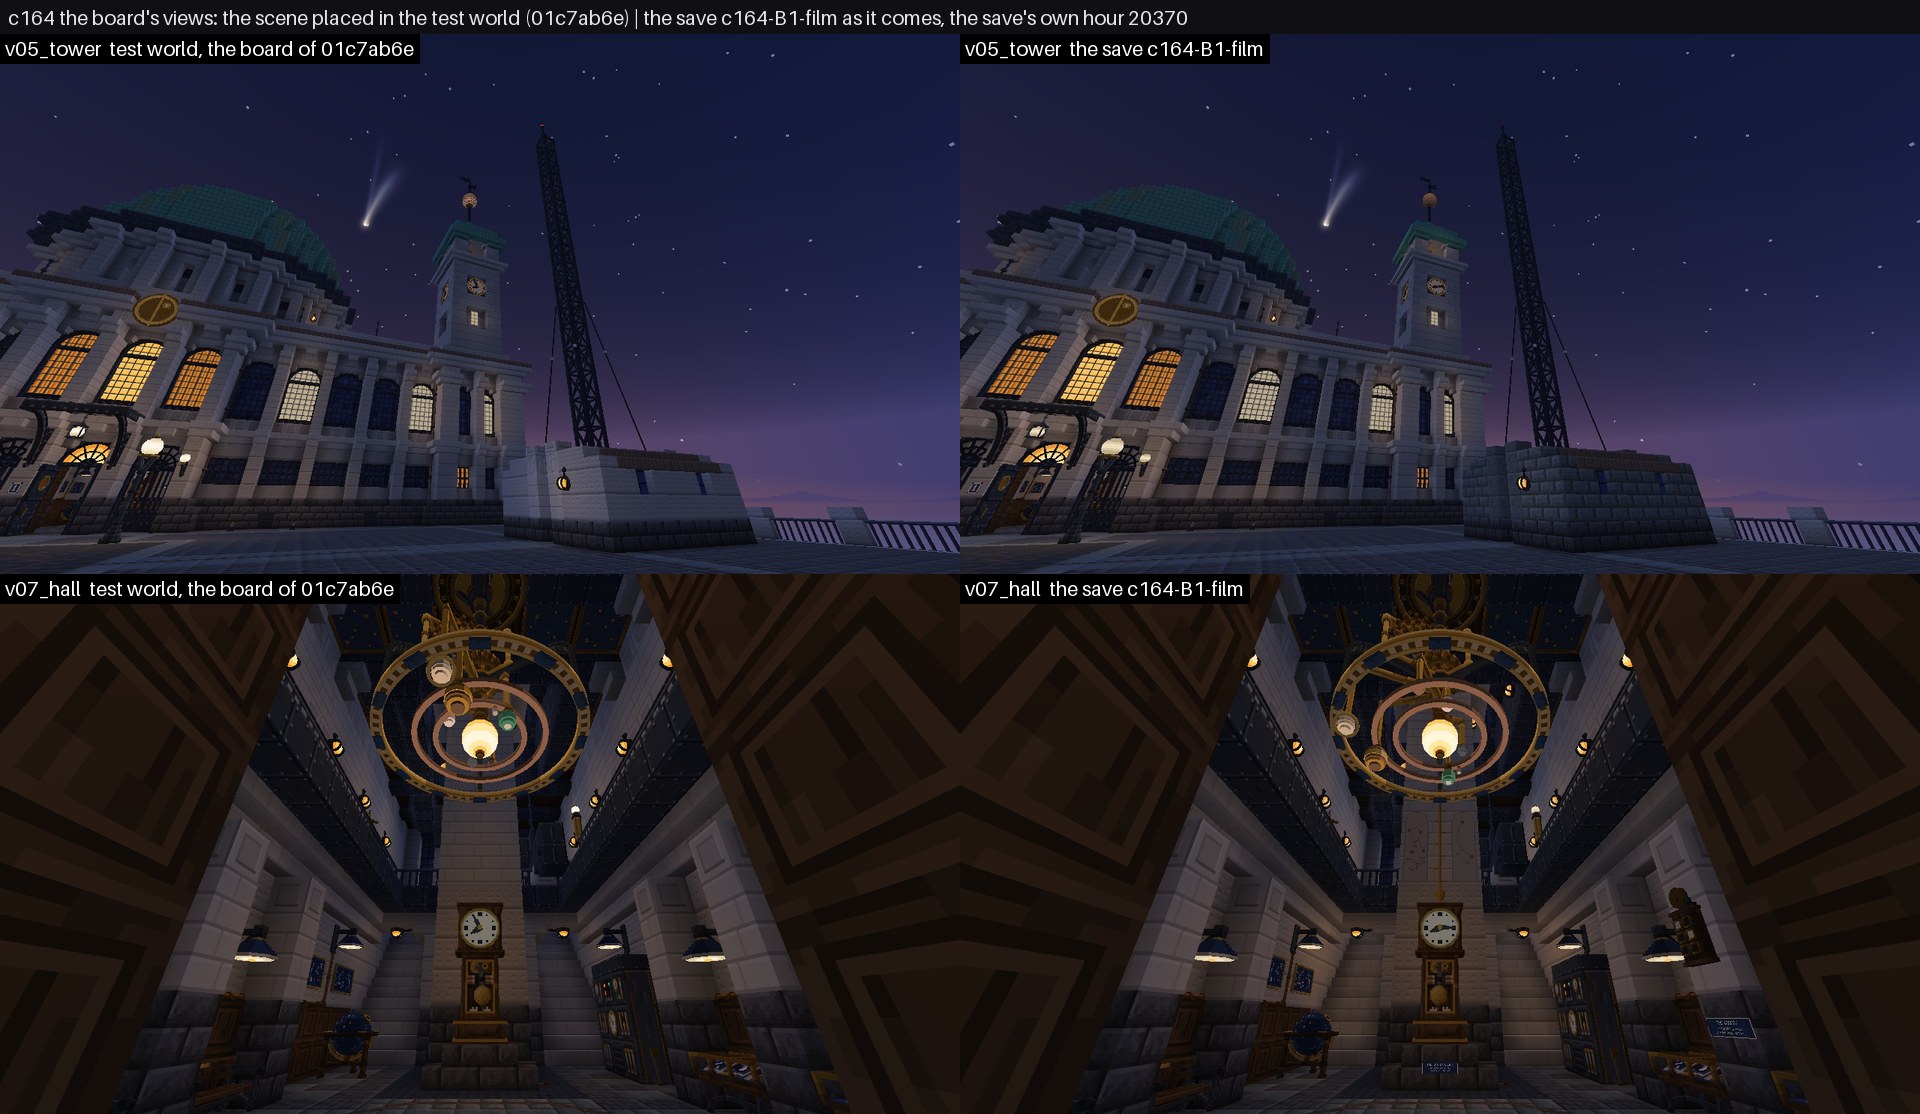 c164 the board's views: the scene placed in the test world (01c7ab6e) | the save c164-B1-film as it comes, the save's own hour 20370
v05_tower test world, the board of 01c7ab6e
v05_tower the save c164-B1-film
v07_hall test world, the board of 01c7ab6e
v07_hall the save c164-B1-film